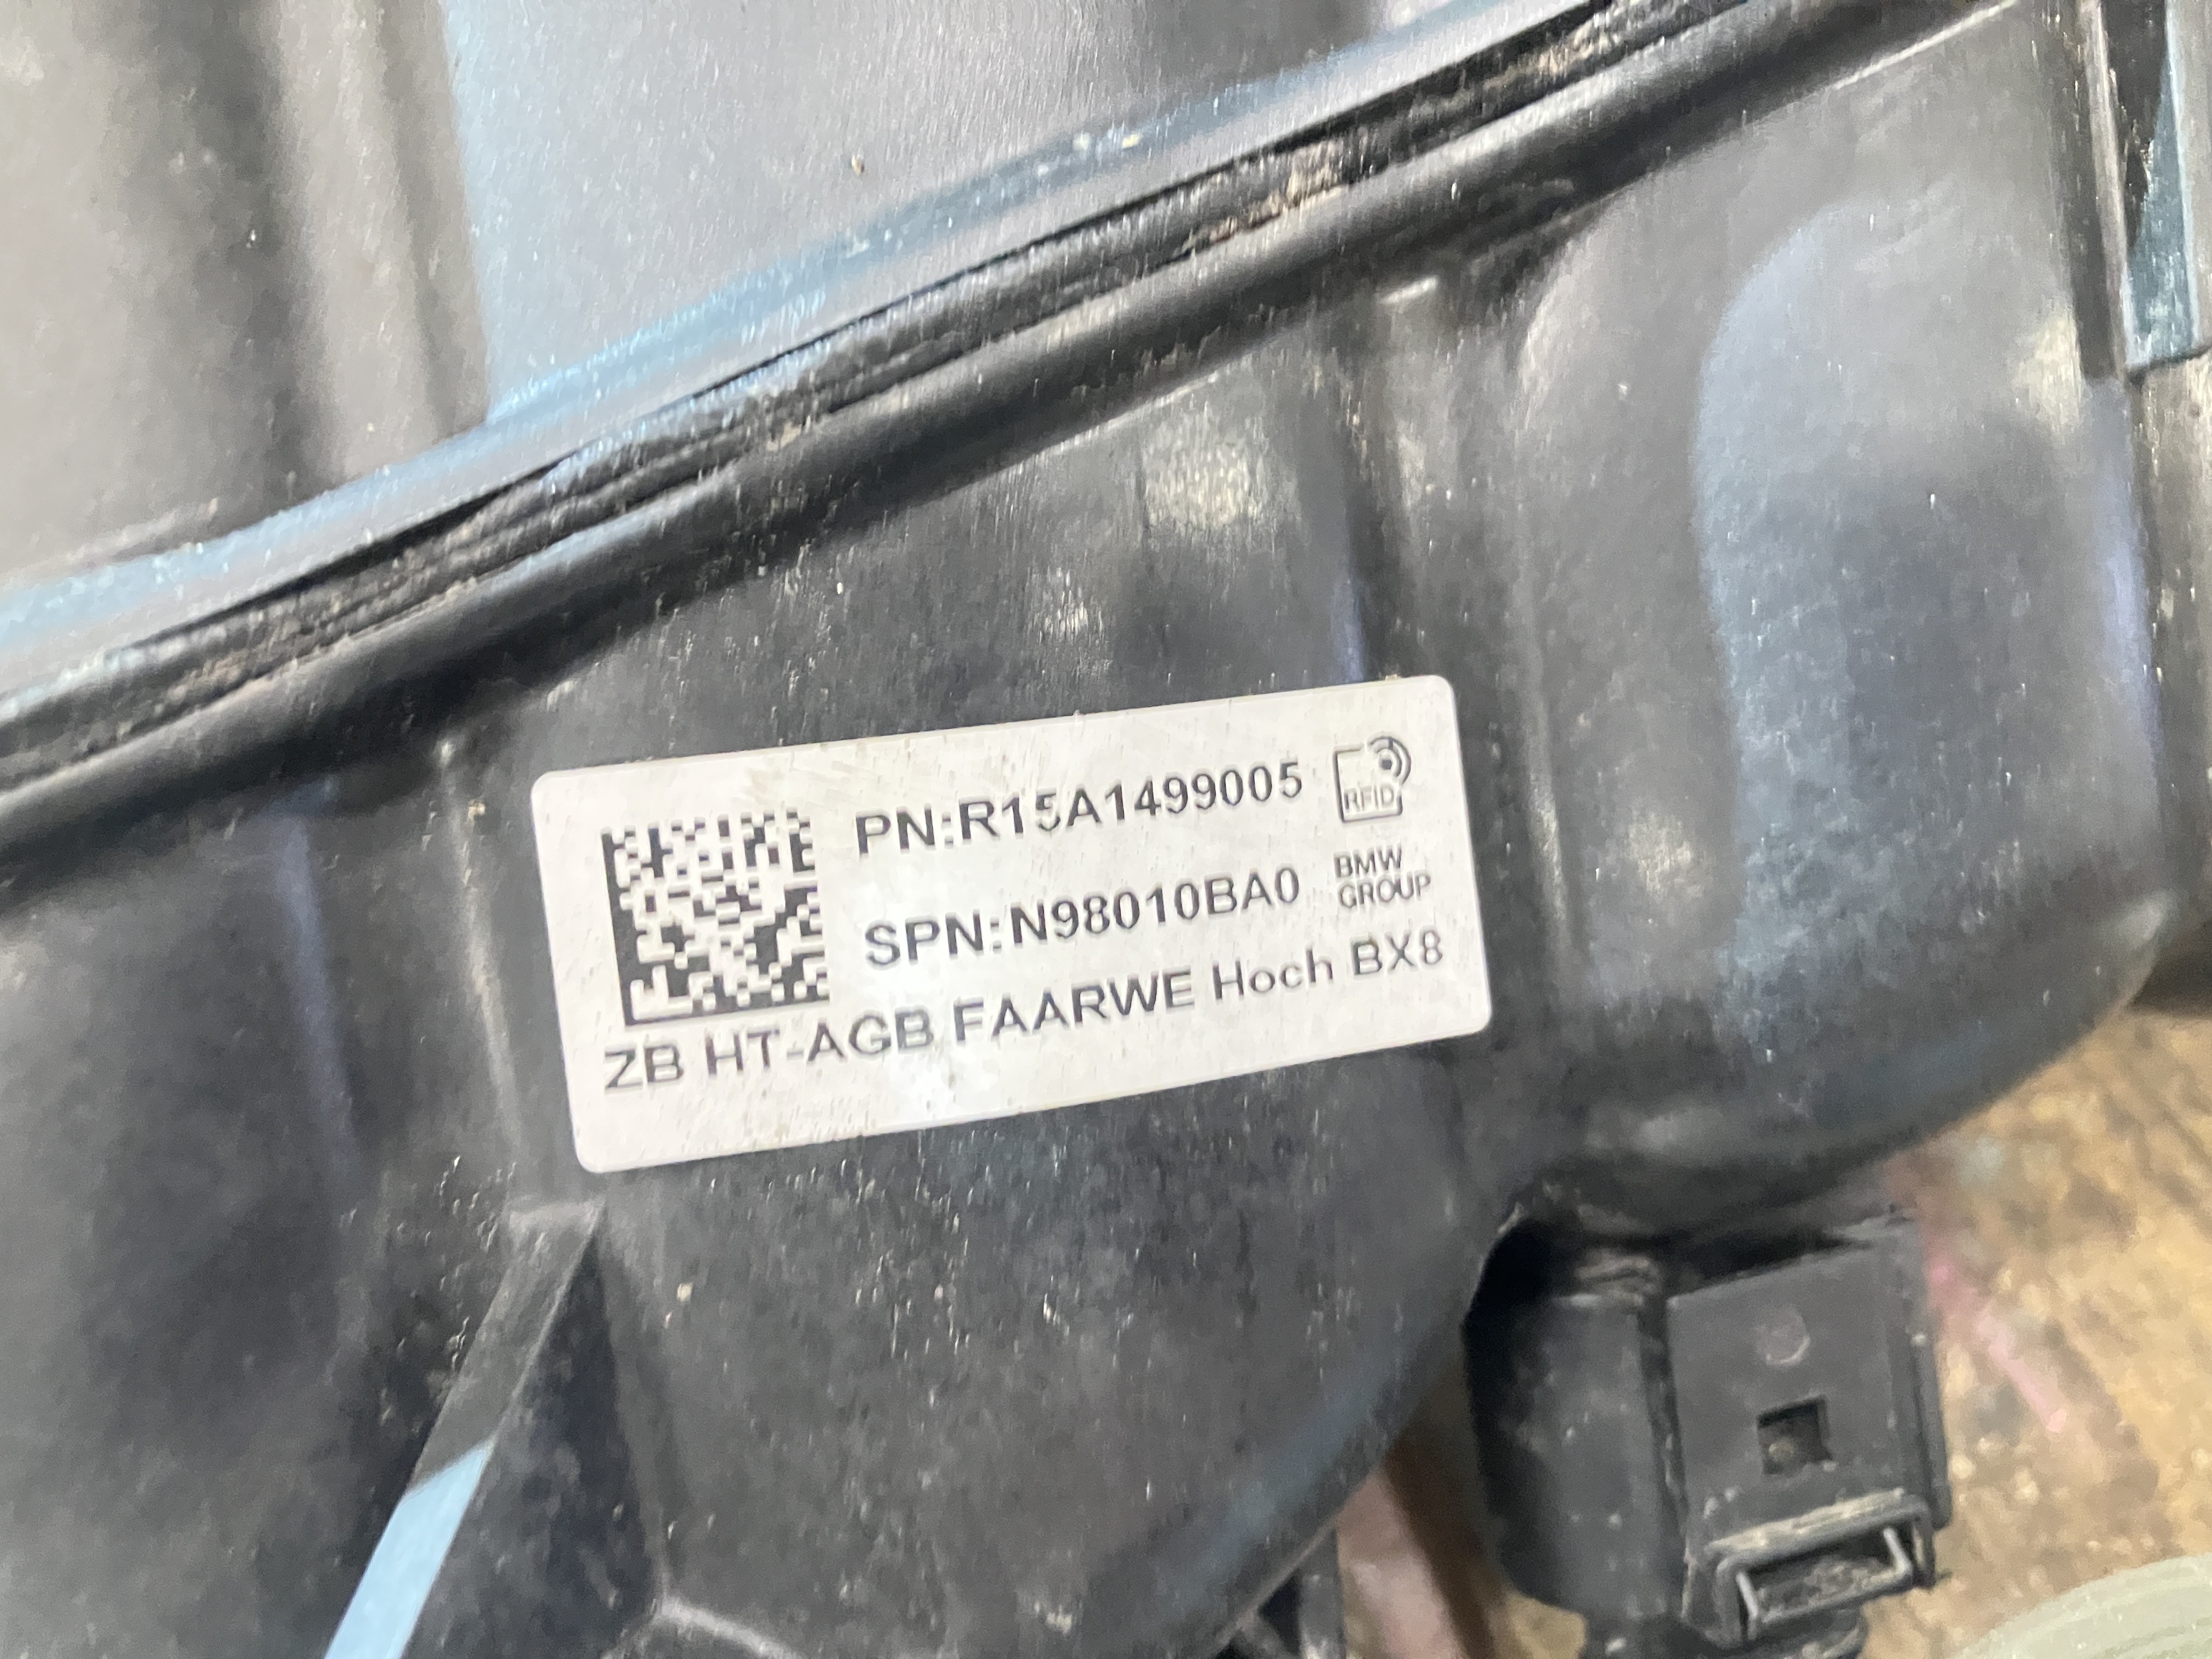 PN:R15A1499005
RFID
SPN:N98010BA0
BMW
GROUP
ZB HT-AGB FAARWE Hoch BX8